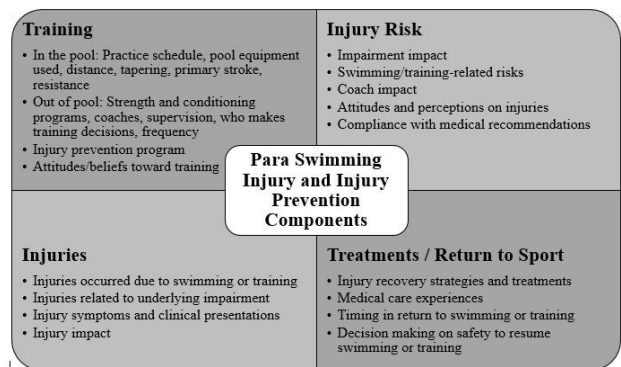 Training
• In the pool: Practice schedule, pool equipment
used, distance, tapering, primary stroke,
resistance
• Out of pool: Strength and conditioning
programs, coaches, supervision, who makes
training decisions, frequency
• Injury prevention program
• Attitudes/beliefs toward training
Injury Risk
• Impairment impact
• Swimming/training-related risks
• Coach impact
• Attitudes and perceptions on injuries
• Compliance with medical recommendations
Para Swimming
Injury and Injury
Prevention
Components
Injuries
• Injuries occurred due to swimming or training
• Injuries related to underlying impairment
• Injury symptoms and clinical presentations
• Injury impact
Treatments / Return to Sport
• Injury recovery strategies and treatments
• Medical care experiences
• Timing in return to swimming or training
• Decision making on safety to resume
swimming or training